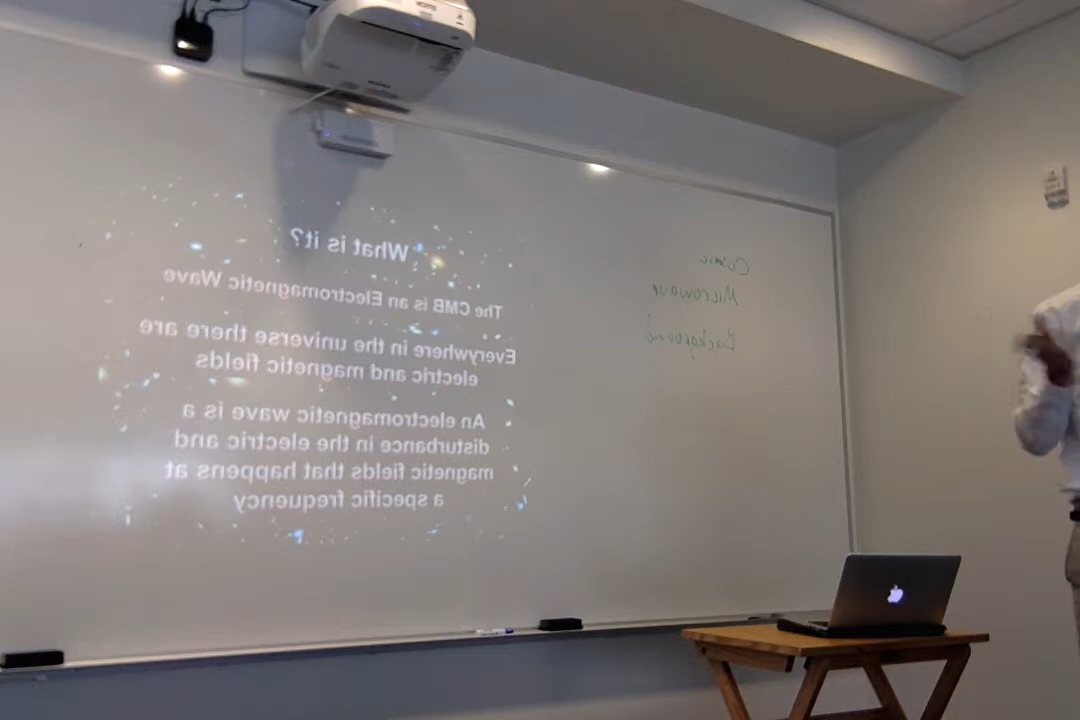 What is it?
The CMB is an Electromagnetic Wave
Everywhere in the universe there are
electric and magnetic fields
An electromagnetic wave is a
disturbance in the electric and
magnetic fields that happens at
a specific frequency
Cosmic
Microwave
Background